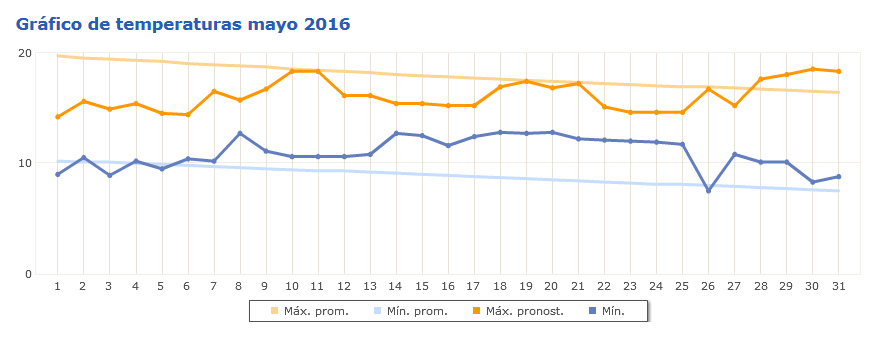 Gráfico de temperaturas mayo 2016
20
10
0
1 2 3 4 5 6 7 8 9 10 11 12 13 14 15 16 17 18 19 20 21 22 23 24 25 26 27 28 29 30 31
Máx. prom. Mín. prom. Máx. pronost. Mín.